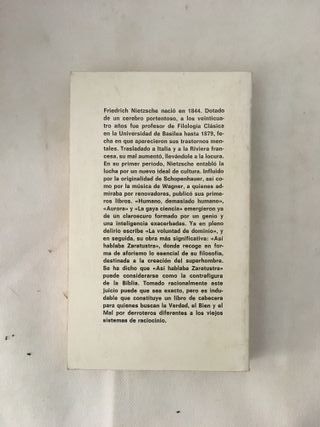 Friedrich Nietzsche nació en 1844. Dotado
de un cerebro portentoso, a los veinticua-
tro años fue profesor de Filología Clásica
en la Universidad de Basilea hasta 1879, fe-
cha en que aparecieron sus trastornos men-
tales. Trasladado a Italia y a la Riviera fran-
cesa, su mal aumentó, llevándole a la locura.
En su primer período, Nietzsche entabló la
lucha por un nuevo ideal de cultura. Influido
por la originalidad de Schopenhauer, así co-
mo por la música de Wagner, a quienes ad-
miraba por renovadores, publicó sus prime-
ros libros. «Humano, demasiado humano»,
«Aurora» y «La gaya ciencia» emergieron ya
de un claroscuro formado por un genio y
una inteligencia exacerbadas. Ya en pleno
delirio escribe «La voluntad de dominio», y
en seguida, su obra más significativa: «Así
hablaba Zaratustra», donde recoge en for-
ma de aforismo lo esencial de su filosofía,
destinada a la creación del superhombre.
Se ha dicho que «Así hablaba Zaratustra»
puede considerarse como la contrafigura
de la Biblia. Tomado racionalmente este
juicio puede que sea exacto, pero es indu-
dable que constituye un libro de cabecera
para quienes buscan la Verdad, el Bien y el
Mal por derroteros diferentes a los viejos
sistemas de raciocinio.